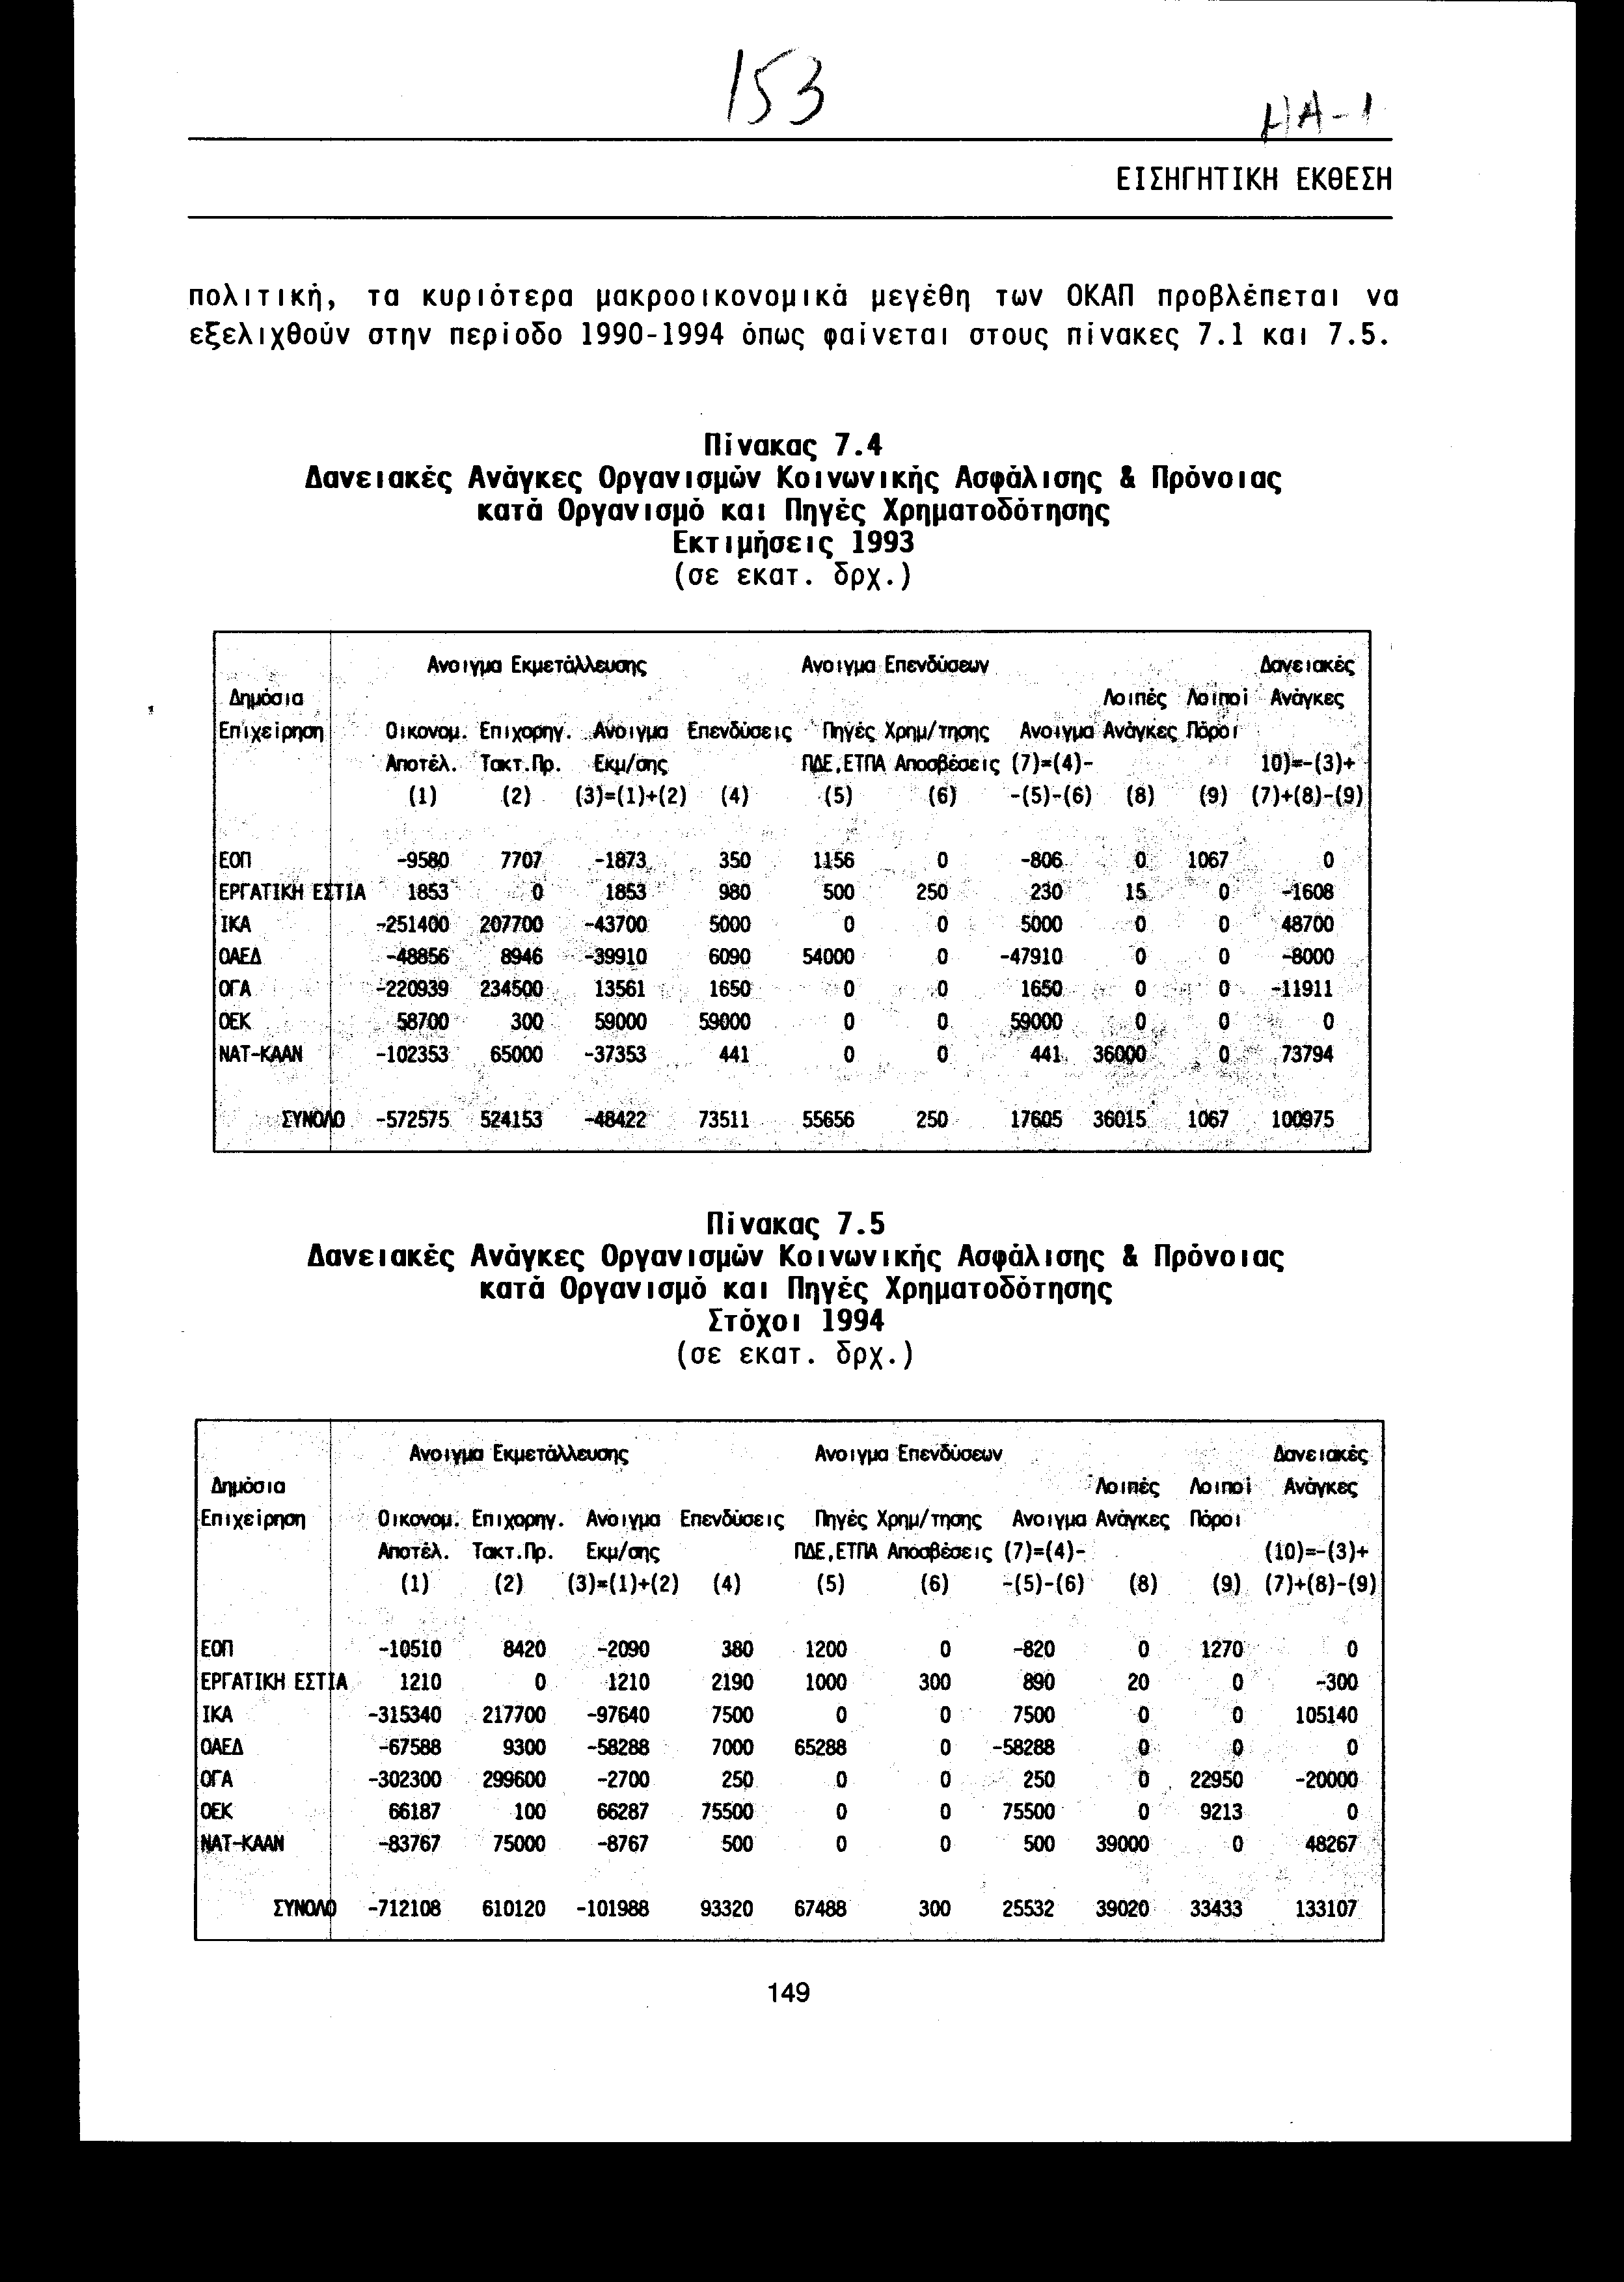 153
ΕΙΣΗΓΗΤΙΚΗ ΕΚΘΕΣΗ
πολιτική, τα κυριότερα μακροοικονομικά μεγέθη των ΟΚΑΠ προβλέπεται να
εξελιχθούν στην περίοδο 1990-1994 όπως φαίνεται στους πίνακες 7.1 και 7.5.
Πίνακας 7.4
Δανειακές Ανάγκες Οργανισμών Κοινωνικής Ασφάλισης & Πρόνοιας
κατά Οργανισμό και Πηγές Χρηματοδότησης
Εκτιμήσεις 1993
(σε εκατ. δρχ.)
Ανοιγμα Εκμετάλλευσης Ανοιγμα Επενδύσεων Δανειακές
Δημόσια Λοιπές Λοιποί Ανάγκες
Επιχείρηση Οικονομ. Επιχορηγ. Ανοιγμα Επενδύσεις Πηγές Χρημ/τησης Ανοιγμα Ανάγκες Πόροι
Αποτέλ. Τακτ.Πρ. Εκμ/σης ΠΔΕ,ΕΤΠΑ Αποσβέσεις (7)=(4)- 10)=-(3)+
(1) (2) (3)=(1)+(2) (4) (5) (6) -(5)-(6) (8) (9) (7)+(8)-(9)
ΕΟΠ -9580 7707 -1873 350 1156 0 -806 0 1067 0
ΕΡΓΑΤΙΚΗ ΕΣΤΙΑ 1853 0 1853 980 500 250 230 15 0 -1608
ΙΚΑ -251400 207700 -43700 5000 0 0 5000 0 0 48700
ΟΑΕΔ -48856 8946 -39910 6090 54000 0 -47910 0 0 -8000
ΟΓΑ -220939 234500 13561 1650 0 0 1650 0 0 -11911
ΟΕΚ 58700 300 59000 59000 0 0 59000 0 0 0
ΝΑΤ-ΚΑΑΝ -102353 65000 -37353 441 0 0 441 36000 0 73794
ΣΥΝΟΛΟ -572575 524153 -48422 73511 55656 250 17605 36015 1067 100975
Πίνακας 7.5
Δανειακές Ανάγκες Οργανισμών Κοινωνικής Ασφάλισης & Πρόνοιας
κατά Οργανισμό και Πηγές Χρηματοδότησης
Στόχοι 1994
(σε εκατ. δρχ.)
Ανοιγμα Εκμετάλλευσης Ανοιγμα Επενδύσεων Δανειακές
Δημόσια Λοιπές Λοιποί Ανάγκες
Επιχείρηση Οικονομ. Επιχορηγ. Ανοιγμα Επενδύσεις Πηγές Χρημ/τησης Ανοιγμα Ανάγκες Πόροι
Αποτέλ. Τακτ.Πρ. Εκμ/σης ΠΔΕ,ΕΤΠΑ Αποσβέσεις (7)=(4)- (10)=-(3)+
(1) (2) (3)=(1)+(2) (4) (5) (6) -(5)-(6) (8) (9) (7)+(8)-(9)
ΕΟΠ -10510 8420 -2090 380 1200 0 -820 0 1270 0
ΕΡΓΑΤΙΚΗ ΕΣΤΙΑ 1210 0 1210 2190 1000 300 890 20 0 -300
ΙΚΑ -315340 217700 -97640 7500 0 0 7500 0 0 105140
ΟΑΕΔ -67588 9300 -58288 7000 65288 0 -58288 0 0 0
ΟΓΑ -302300 299600 -2700 250 0 0 250 0 22950 -20000
ΟΕΚ 66187 100 66287 75500 0 0 75500 0 9213 0
ΝΑΤ-ΚΑΑΝ -83767 75000 -8767 500 0 0 500 39000 0 48267
ΣΥΝΟΛΟ -712108 610120 -101988 93320 67488 300 25532 39020 33433 133107
149